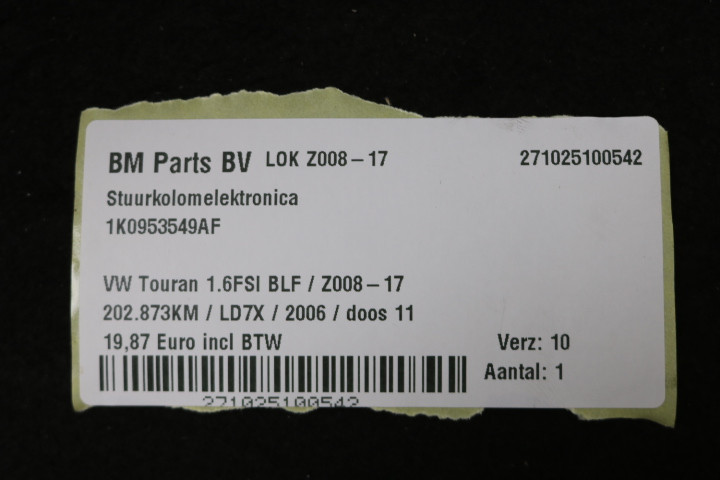 BM Parts BV LOK Z008-17 271025100542
Stuurkolomelektronica
1K0953549AF
VW Touran 1.6FSI BLF / Z008-17
202.873KM / LD7X / 2006 / doos 11
19,87 Euro incl BTW Verz: 10
Aantal: 1
271025100542